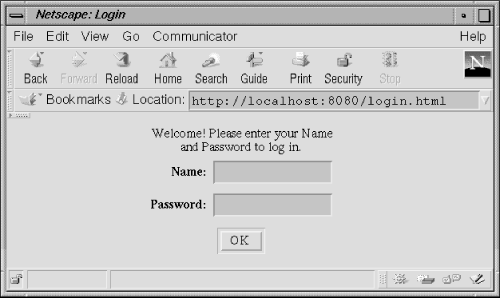 Netscape: Login
File Edit View Go Communicator Help
Back Forward Reload Home Search Guide Print Security Stop
N
Bookmarks Location: http://localhost:8080/login.html
Welcome! Please enter your Name
and Password to log in.
Name:
Password:
OK